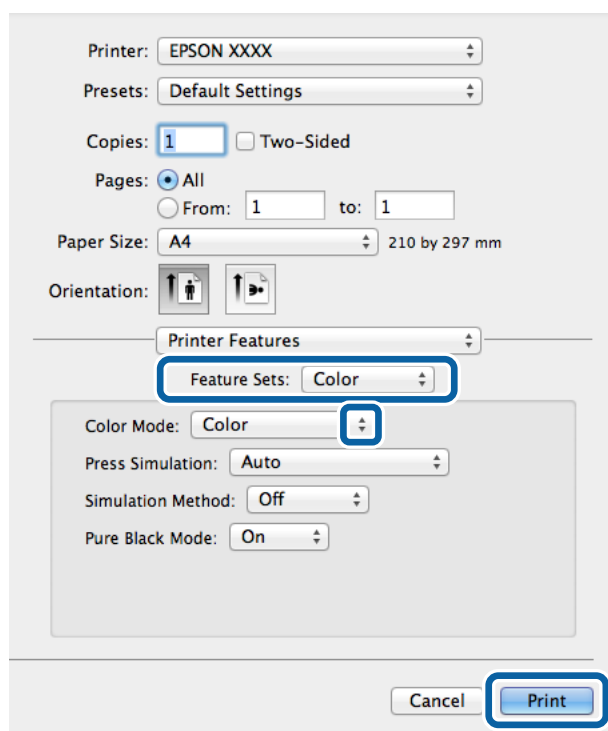 Printer: EPSON XXXX
Presets: Default Settings
Copies: 1 Two-Sided
Pages: All
From: 1 to: 1
Paper Size: A4 210 by 297 mm
Orientation:
Printer Features
Feature Sets: Color
Color Mode: Color
Press Simulation: Auto
Simulation Method: Off
Pure Black Mode: On
Cancel Print